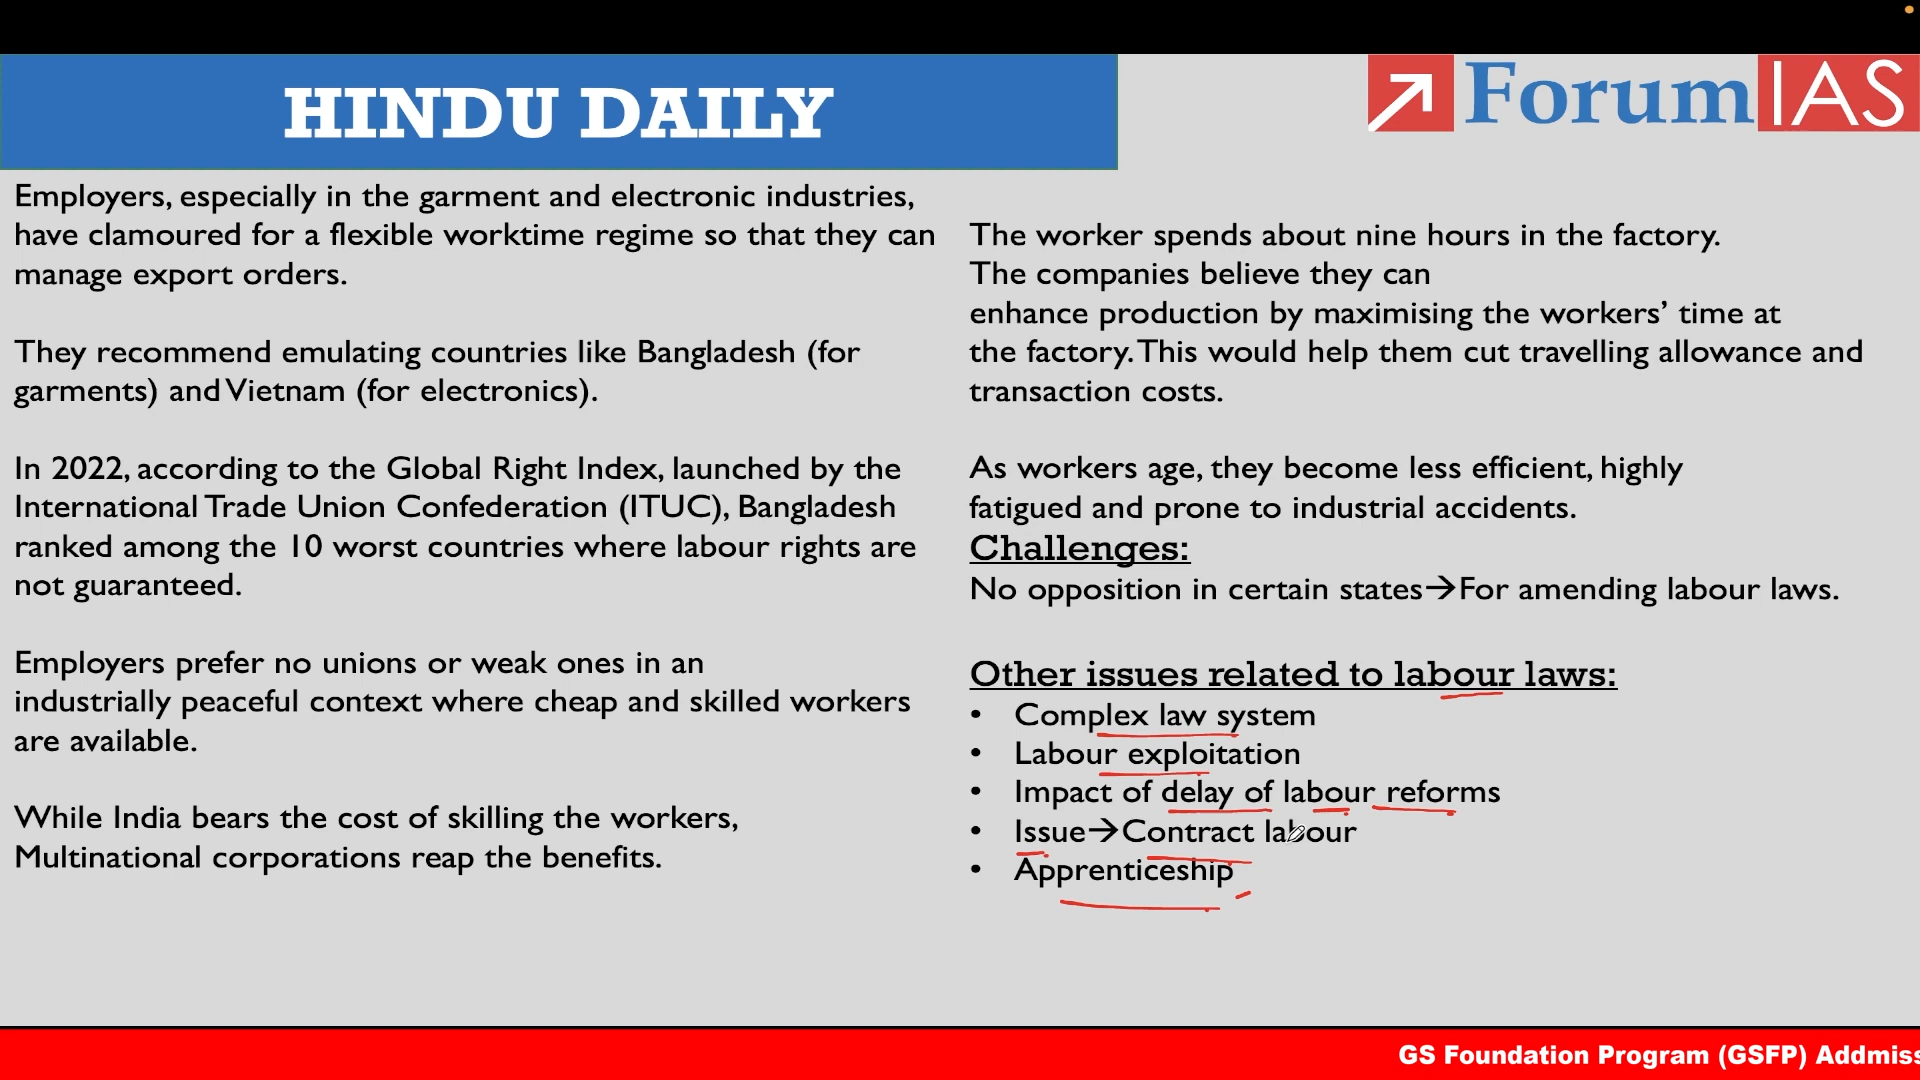 HINDU DAILY
Forum IAS
Employers, especially in the garment and electronic industries,
have clamoured for a flexible worktime regime so that they can
manage export orders.
They recommend emulating countries like Bangladesh (for
garments) and Vietnam (for electronics).
In 2022, according to the Global Right Index, launched by the
International Trade Union Confederation (ITUC), Bangladesh
ranked among the 10 worst countries where labour rights are
not guaranteed.
Employers prefer no unions or weak ones in an
industrially peaceful context where cheap and skilled workers
are available.
While India bears the cost of skilling the workers,
Multinational corporations reap the benefits.
The worker spends about nine hours in the factory.
The companies believe they can
enhance production by maximising the workers’ time at
the factory. This would help them cut travelling allowance and
transaction costs.
As workers age, they become less efficient, highly
fatigued and prone to industrial accidents.
Challenges:
No opposition in certain states→For amending labour laws.
Other issues related to labour laws:
• Complex law system
• Labour exploitation
• Impact of delay of labour reforms
• Issue→Contract labour
• Apprenticeship
GS Foundation Program (GSFP) Addmiss